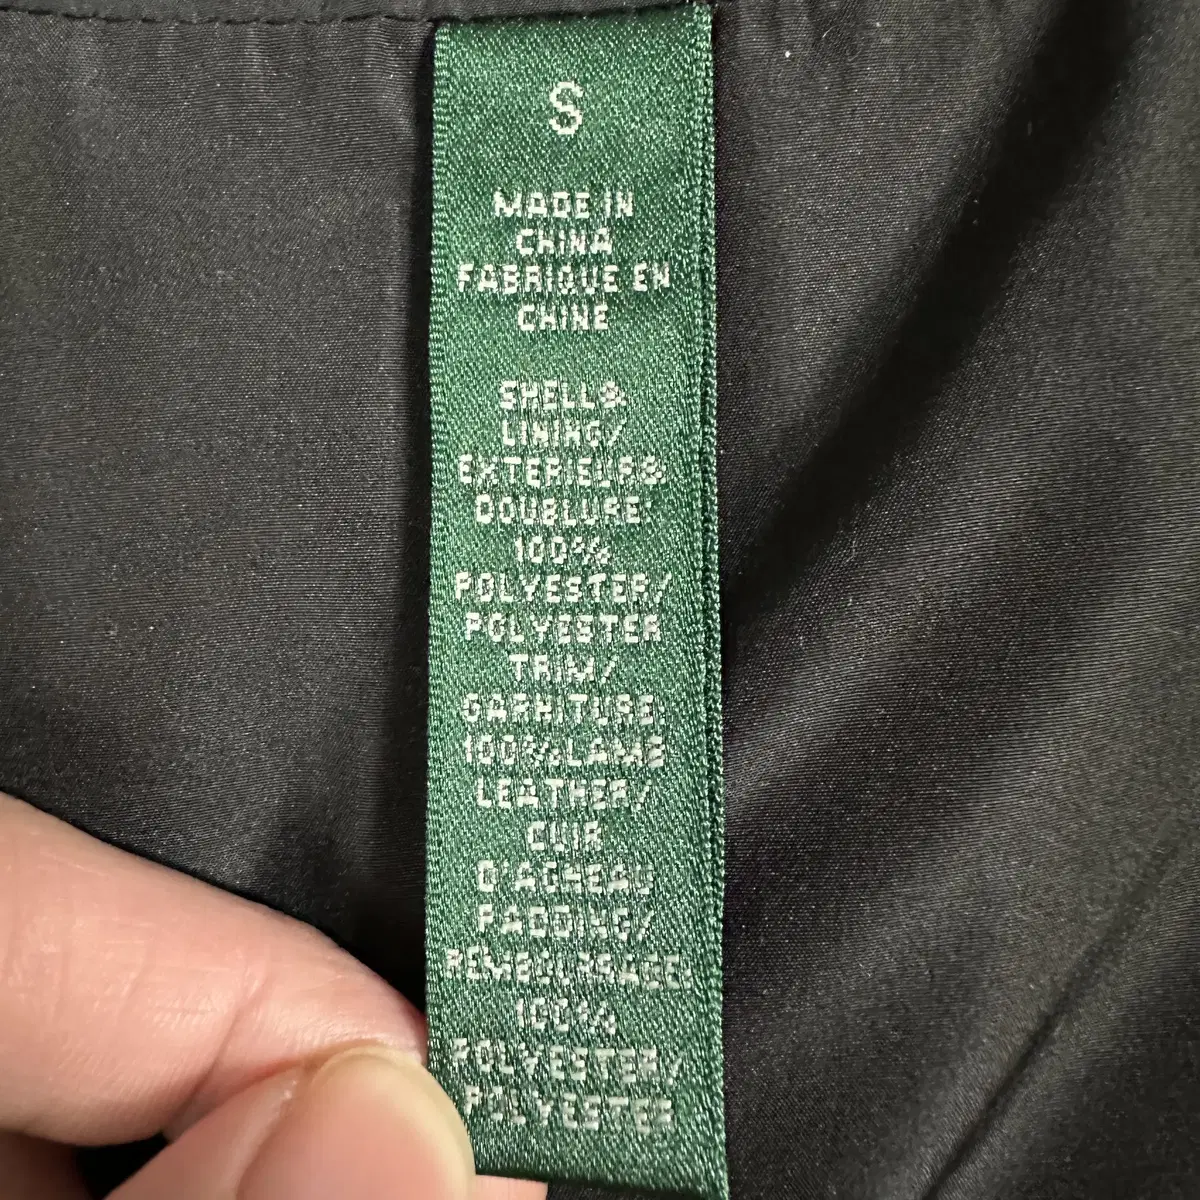 S
MADE IN
CHINA
FABRIQUE EN
CHINE
SHELL&
LINING/
EXTERIEUR&
DOUBLURE:
100%
POLYESTER/
POLYESTER
TRIM/
GARNITURE:
100%LAMB
LEATHER/
CUIR
D'AGNEAU
PADDING/
REMBOURRAGE:
100%
POLYESTER/
POLYESTER